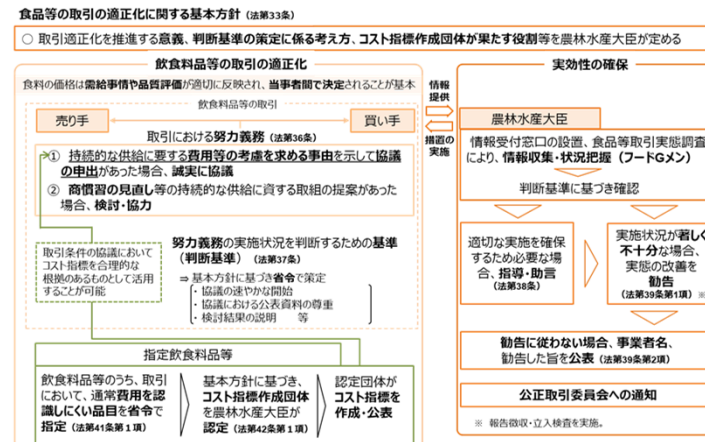 食品等の取引の適正化に関する基本方針（法第33条）
○ 取引適正化を推進する意義、判断基準の策定に係る考え方、コスト指標作成団体が果たす役割等を農林水産大臣が定める
飲食料品等の取引の適正化
食料の価格は需給事情や品質評価が適切に反映され、当事者間で決定されることが基本
飲食料品等の取引
売り手
買い手
取引における努力義務（法第36条）
① 持続的な供給に要する費用等の考慮を求める事由を示して協議
の申出があった場合、誠実に協議
② 商慣習の見直し等の持続的な供給に資する取組の提案があった
場合、検討・協力
取引条件の協議において
コスト指標を合理的な
根拠のあるものとして活用
することが可能
努力義務の実施状況を判断するための基準
（判断基準）（法第37条）
⇒ 基本方針に基づき省令で策定
・協議の速やかな開始
・協議における公表資料の尊重
・検討結果の説明 等
指定飲食料品等
飲食料品等のうち、取引
において、通常費用を認
識しにくい品目を省令で
指定（法第41条第１項）
基本方針に基づき、
コスト指標作成団体
を農林水産大臣が
認定（法第42条第１項）
認定団体が
コスト指標を
作成・公表
情報
提供
措置の
実施
実効性の確保
農林水産大臣
情報受付窓口の設置、食品等取引実態調査
により、情報収集・状況把握（フードGメン）
判断基準に基づき確認
適切な実施を確保
するため必要な場
合、指導・助言
（法第38条）
実施状況が著しく
不十分な場合、
実態の改善を
勧告
（法第39条第1項）※
勧告に従わない場合、事業者名、
勧告した旨を公表（法第39条第2項）
公正取引委員会への通知
※ 報告徴収・立入検査を実施。